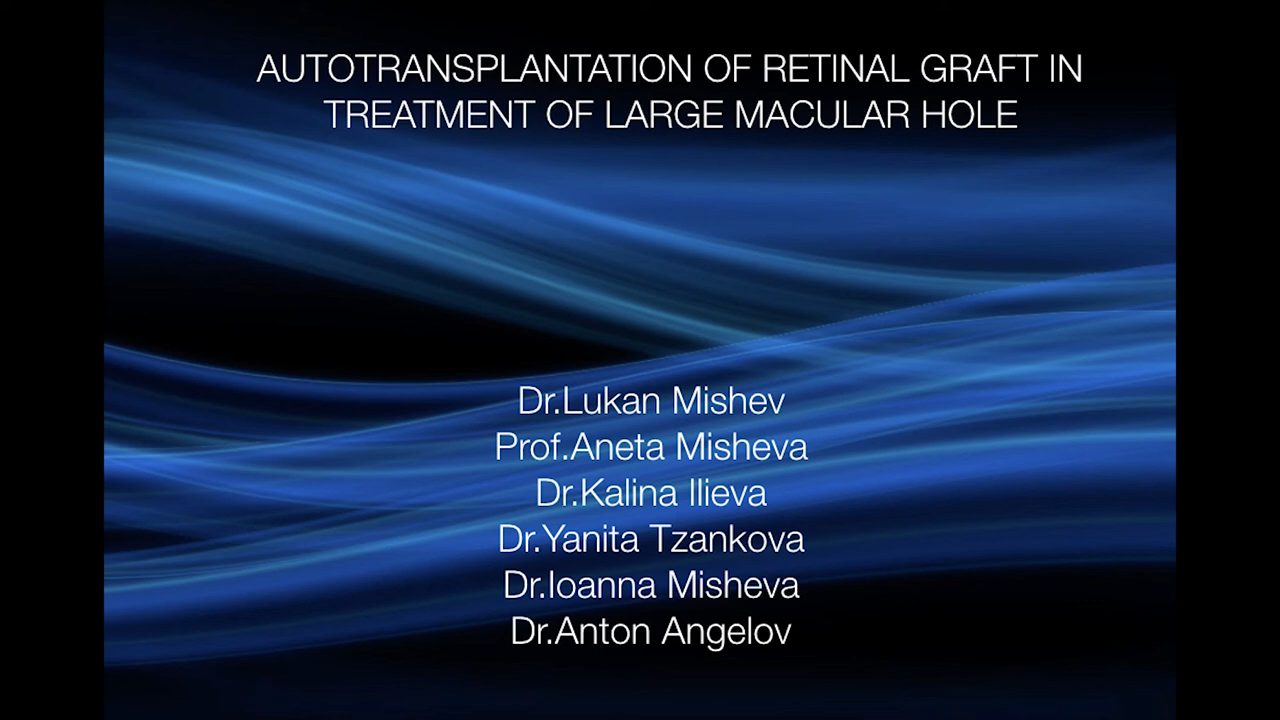 AUTOTRANSPLANTATION OF RETINAL GRAFT IN
TREATMENT OF LARGE MACULAR HOLE
Dr.Lukan Mishev
Prof.Aneta Misheva
Dr.Kalina Ilieva
Dr.Yanita Tzankova
Dr.Ioanna Misheva
Dr.Anton Angelov